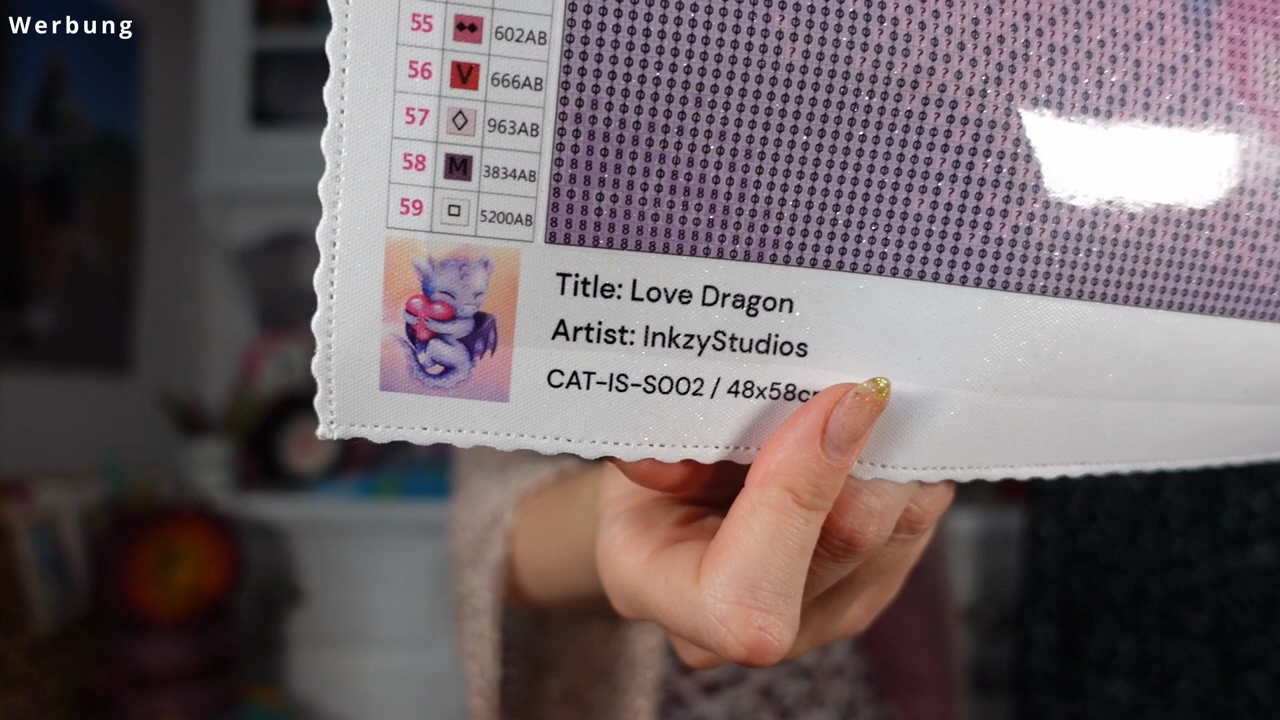 Werbung
55 602AB
56 V 666AB
57 963AB
58 M 3834AB
59 5200AB
Title: Love Dragon
Artist: InkzyStudios
CAT-IS-S002 / 48x58c